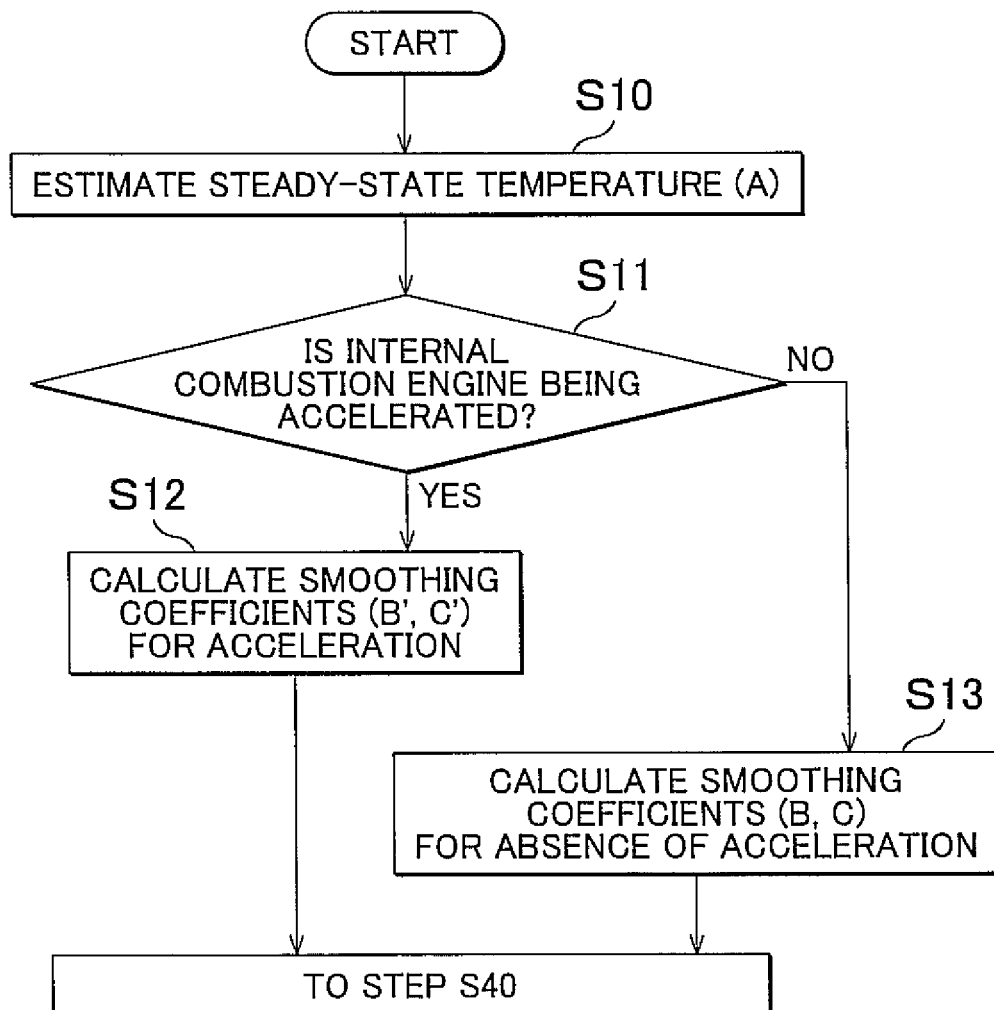 START
S10
ESTIMATE STEADY-STATE TEMPERATURE (A)
S11
IS INTERNAL
COMBUSTION ENGINE BEING
ACCELERATED?
NO
YES
S12
CALCULATE SMOOTHING
COEFFICIENTS (B', C')
FOR ACCELERATION
S13
CALCULATE SMOOTHING
COEFFICIENTS (B, C)
FOR ABSENCE OF ACCELERATION
TO STEP S40